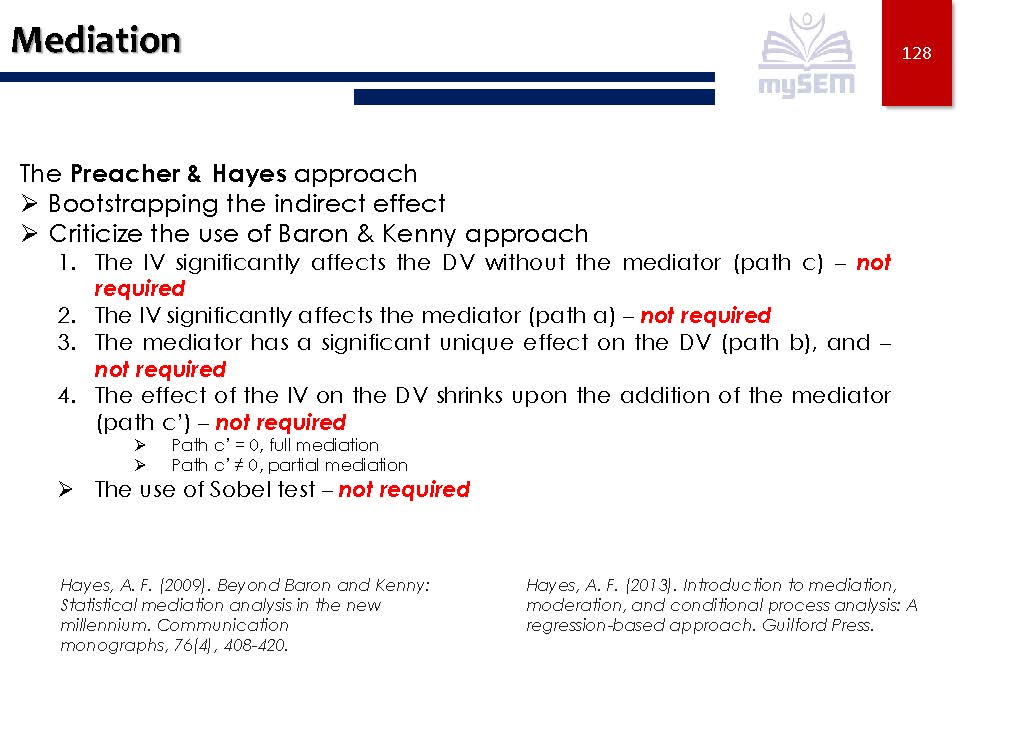 Mediation
mySEM
128
The Preacher & Hayes approach
➢ Bootstrapping the indirect effect
➢ Criticize the use of Baron & Kenny approach
1. The IV significantly affects the DV without the mediator (path c) – not
required
2. The IV significantly affects the mediator (path a) – not required
3. The mediator has a significant unique effect on the DV (path b), and –
not required
4. The effect of the IV on the DV shrinks upon the addition of the mediator
(path c’) – not required
➢ Path c’ = 0, full mediation
➢ Path c’ ≠ 0, partial mediation
➢ The use of Sobel test – not required
Hayes, A. F. (2009). Beyond Baron and Kenny:
Statistical mediation analysis in the new
millennium. Communication
monographs, 76(4), 408-420.
Hayes, A. F. (2013). Introduction to mediation,
moderation, and conditional process analysis: A
regression-based approach. Guilford Press.